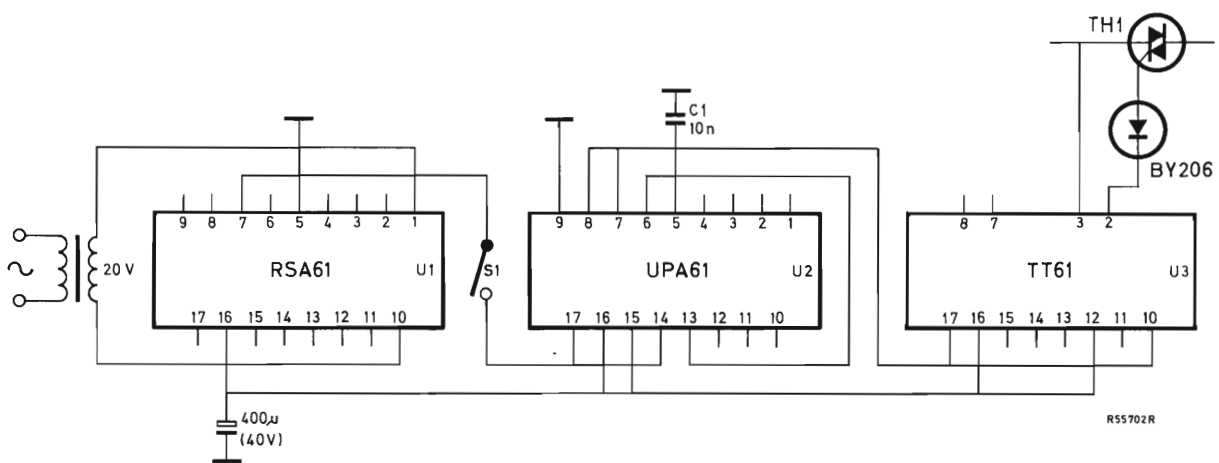 TH1
C1
10n
BY206
9 8 7 6 5 4 3 2 1
9 8 7 6 5 4 3 2 1
8 7 3 2
20V
RSA61
U1
S1
UPA61
U2
TT61
U3
17 16 15 14 13 12 11 10
17 16 15 14 13 12 11 10
17 16 15 14 13 12 11 10
400µ
(40V)
RS5702R